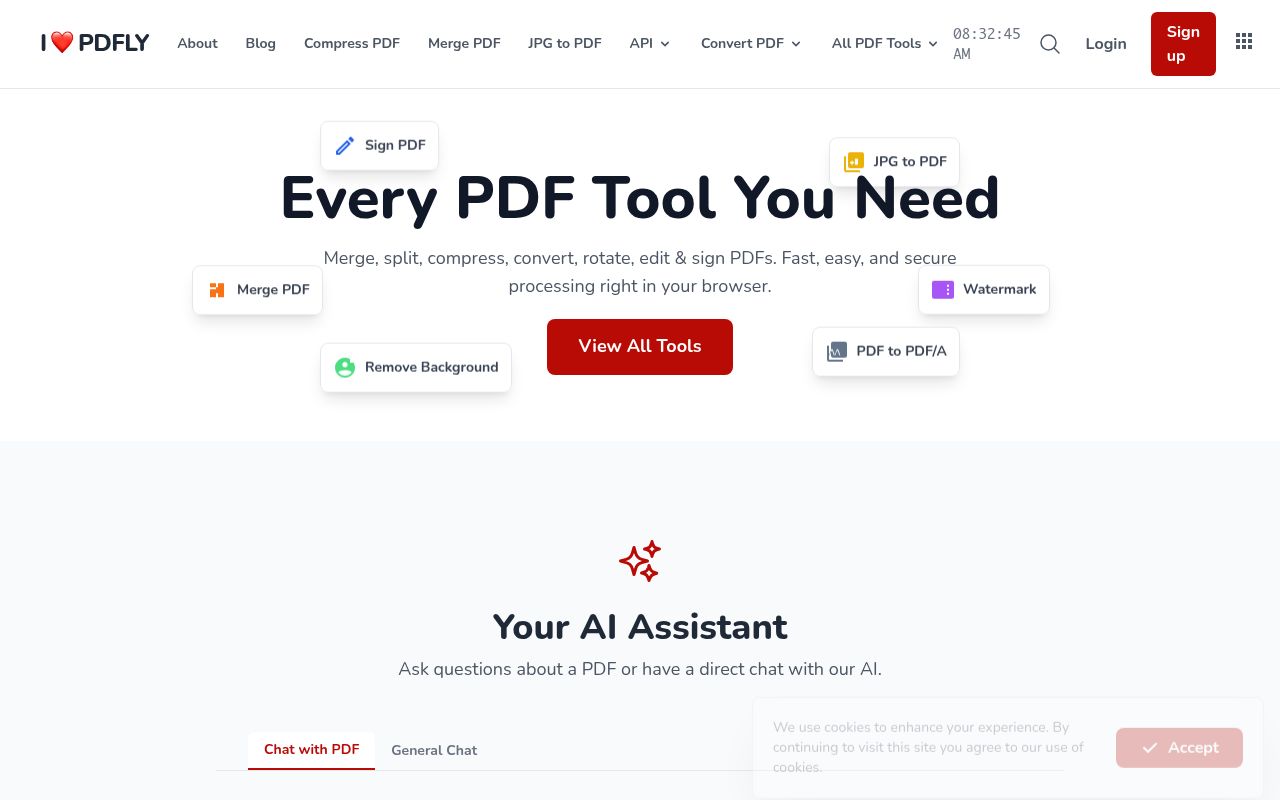 I ❤️ PDFLY
About
Blog
Compress PDF
Merge PDF
JPG to PDF
API
Convert PDF
All PDF Tools
08:32:45
AM
Login
Sign
up
Sign PDF
JPG to PDF
Every PDF Tool You Need
Merge, split, compress, convert, rotate, edit & sign PDFs. Fast, easy, and secure
processing right in your browser.
Merge PDF
Watermark
View All Tools
PDF to PDF/A
Remove Background
Your AI Assistant
Ask questions about a PDF or have a direct chat with our AI.
Chat with PDF
General Chat
We use cookies to enhance your experience. By
continuing to visit this site you agree to our use of
cookies.
Accept